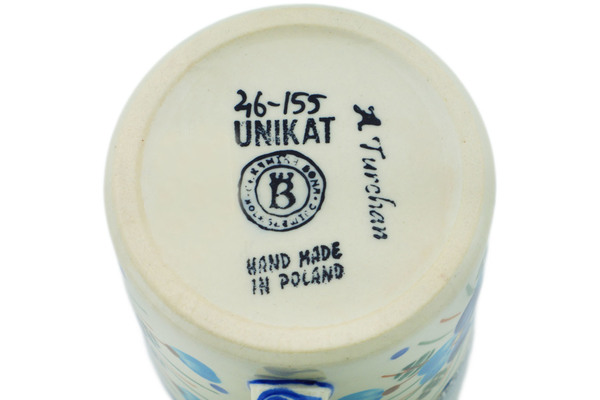 26-155
UNIKAT
B
HAND MADE
IN POLAND
A Turchan